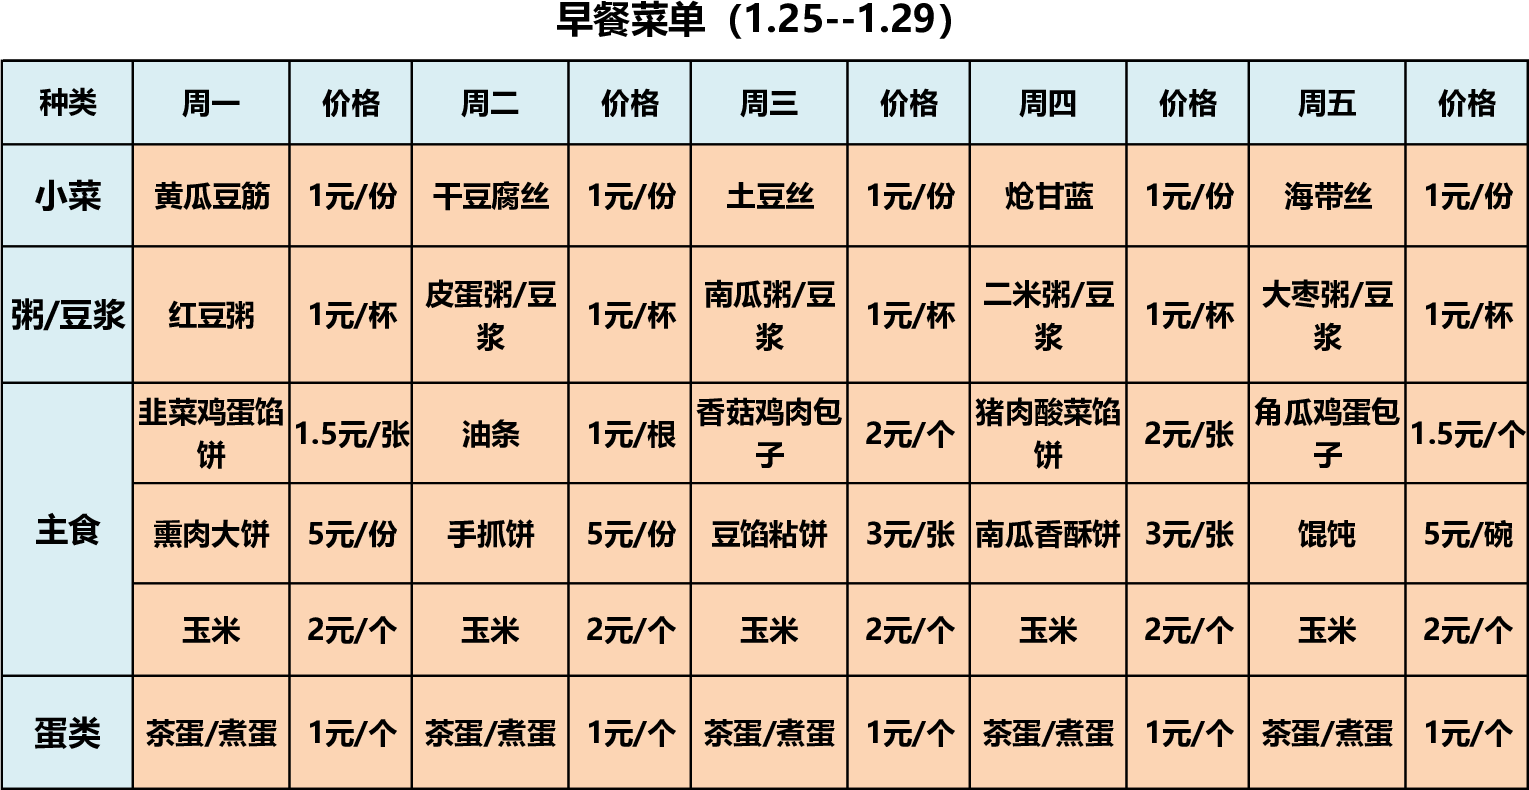 早餐菜单（1.25--1.29）
种类 周一 价格 周二 价格 周三 价格 周四 价格 周五 价格
小菜 黄瓜豆筋 1元/份 干豆腐丝 1元/份 土豆丝 1元/份 炝甘蓝 1元/份 海带丝 1元/份
粥/豆浆 红豆粥 1元/杯 皮蛋粥/豆浆 1元/杯 南瓜粥/豆浆 1元/杯 二米粥/豆浆 1元/杯 大枣粥/豆浆 1元/杯
主食 韭菜鸡蛋馅饼 1.5元/张 油条 1元/根 香菇鸡肉包子 2元/个 猪肉酸菜馅饼 2元/张 角瓜鸡蛋包子 1.5元/个
熏肉大饼 5元/份 手抓饼 5元/份 豆馅粘饼 3元/张 南瓜香酥饼 3元/张 馄饨 5元/碗
玉米 2元/个 玉米 2元/个 玉米 2元/个 玉米 2元/个 玉米 2元/个
蛋类 茶蛋/煮蛋 1元/个 茶蛋/煮蛋 1元/个 茶蛋/煮蛋 1元/个 茶蛋/煮蛋 1元/个 茶蛋/煮蛋 1元/个